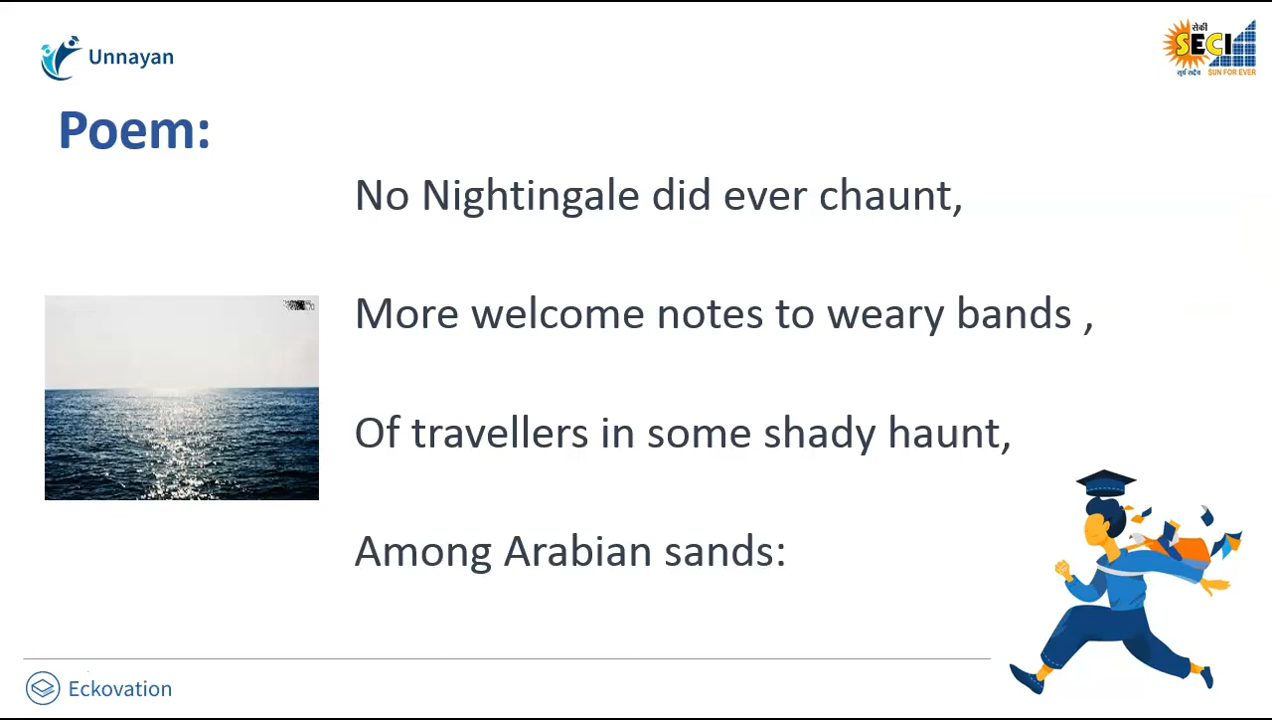 Unnayan
सेकी
SECI
सूर्य सदैव SUN FOR EVER
Poem:
No Nightingale did ever chaunt,
More welcome notes to weary bands ,
Of travellers in some shady haunt,
Among Arabian sands:
Eckovation